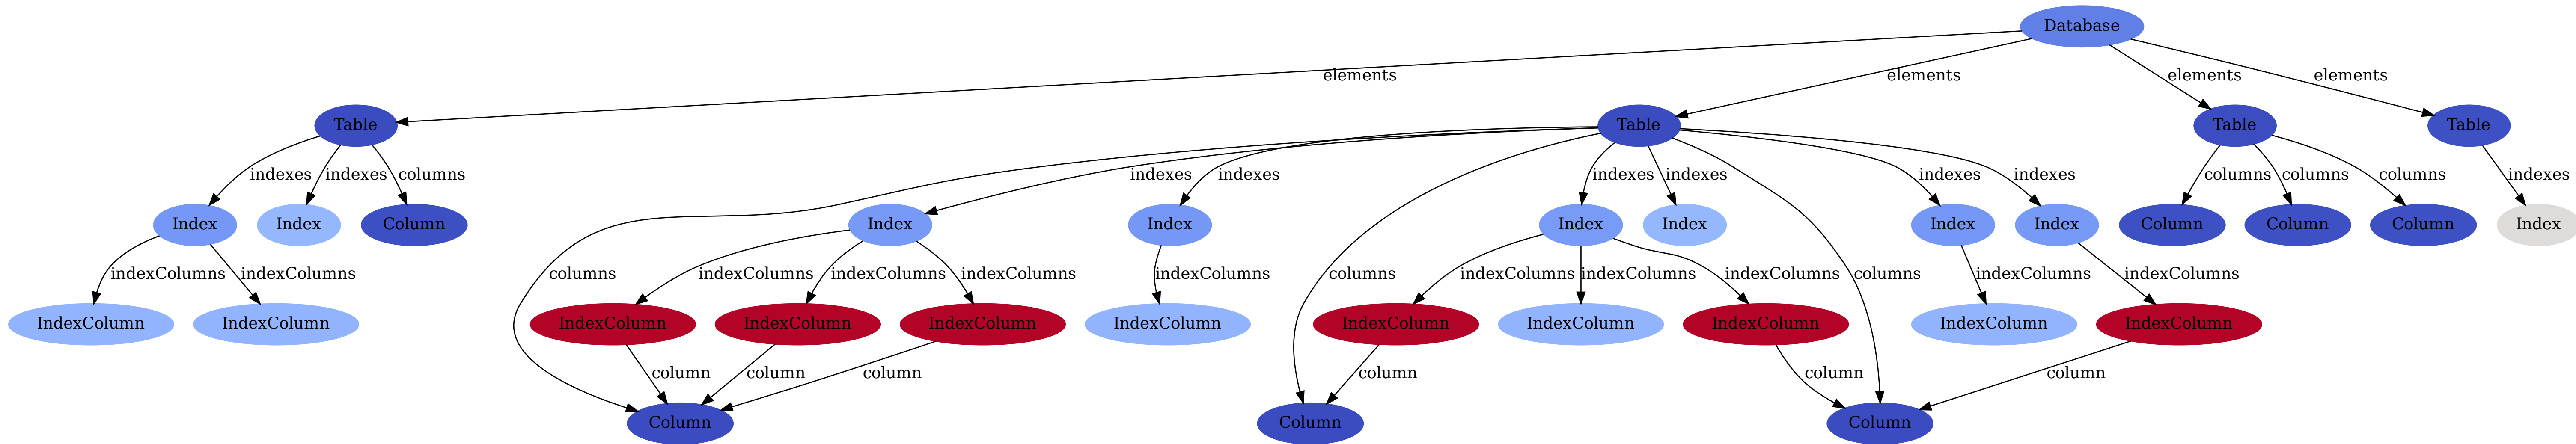 Database
elements elements elements elements
Table Table Table Table
indexes indexes columns indexes indexes indexes indexes indexes indexes columns columns columns indexes
Index Index Column Index Index Index Index Index Index Column Column Column Index
indexColumns indexColumns columns indexColumns indexColumns indexColumns indexColumns columns indexColumns indexColumns indexColumns columns indexColumns indexColumns
IndexColumn IndexColumn IndexColumn IndexColumn IndexColumn IndexColumn IndexColumn IndexColumn IndexColumn IndexColumn IndexColumn
column column column column column column
Column Column Column